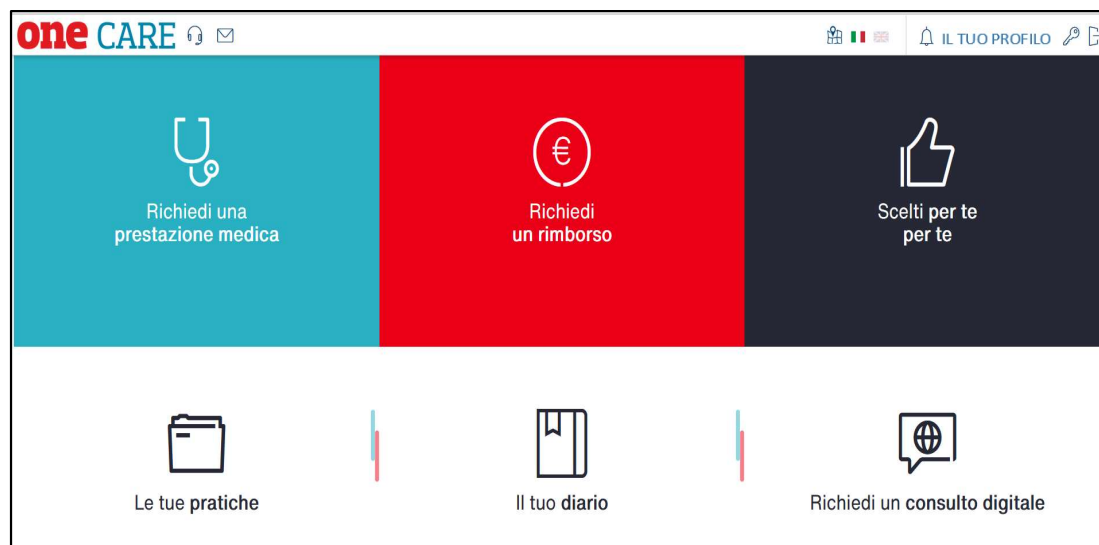 one CARE
IL TUO PROFILO
€
Richiedi una
prestazione medica
Richiedi
un rimborso
Scelti per te
per te
Le tue pratiche
Il tuo diario
Richiedi un consulto digitale